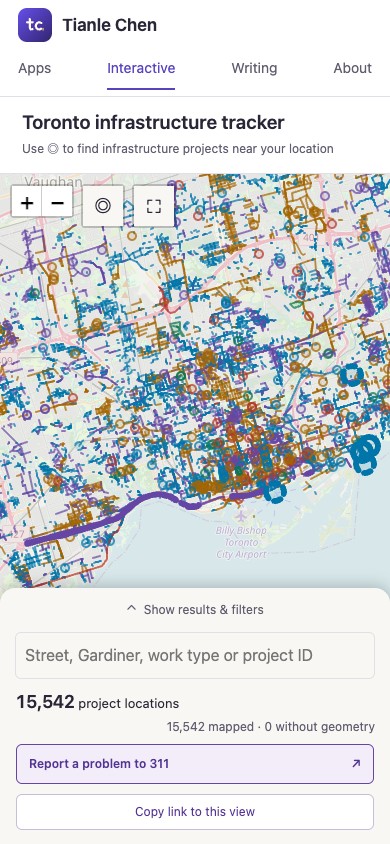 tc
Tianle Chen
Apps
Interactive
Writing
About
Toronto infrastructure tracker
Use ◎ to find infrastructure projects near your location
Vaughan
+
−
Billy Bishop
Toronto
City Airport
Show results & filters
Street, Gardiner, work type or project ID
15,542 project locations
15,542 mapped · 0 without geometry
Report a problem to 311 ↗
Copy link to this view